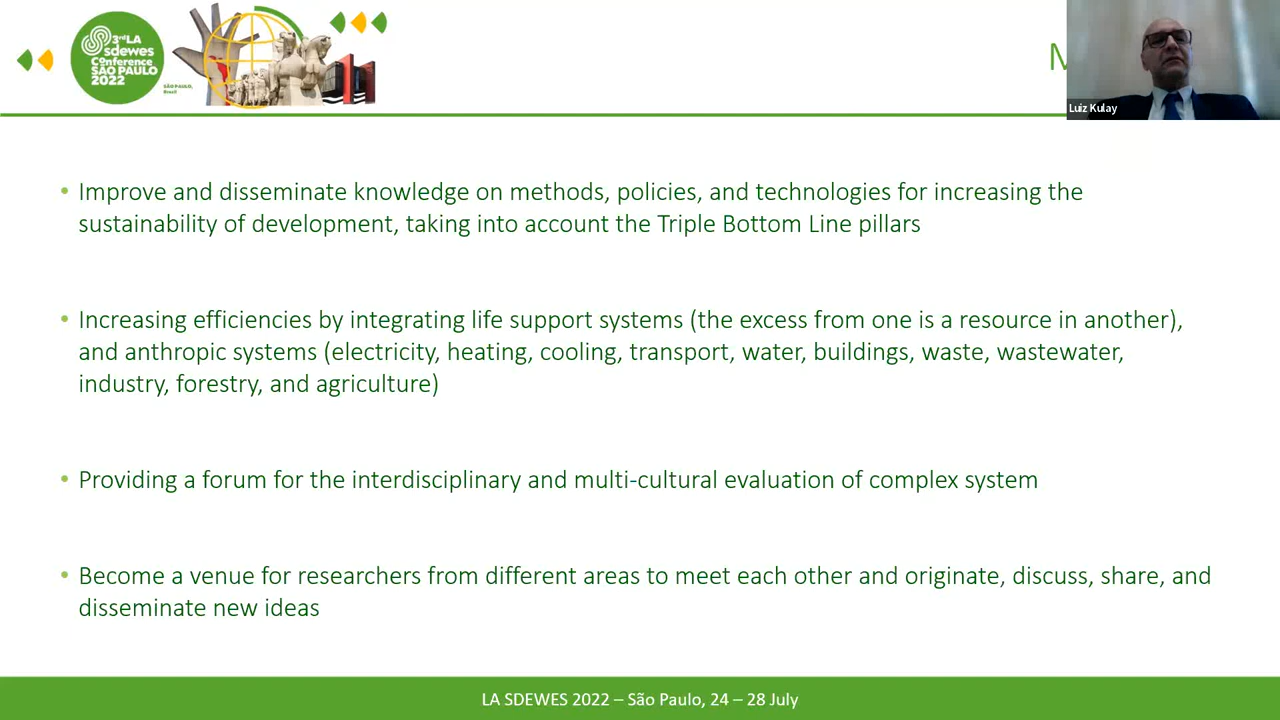 3rd LA
sdewes
Conference
SÃO PAULO
2022
SÃO PAULO,
Brazil
Luiz Kulay
• Improve and disseminate knowledge on methods, policies, and technologies for increasing the
sustainability of development, taking into account the Triple Bottom Line pillars
• Increasing efficiencies by integrating life support systems (the excess from one is a resource in another),
and anthropic systems (electricity, heating, cooling, transport, water, buildings, waste, wastewater,
industry, forestry, and agriculture)
• Providing a forum for the interdisciplinary and multi-cultural evaluation of complex system
• Become a venue for researchers from different areas to meet each other and originate, discuss, share, and
disseminate new ideas
LA SDEWES 2022 – São Paulo, 24 – 28 July